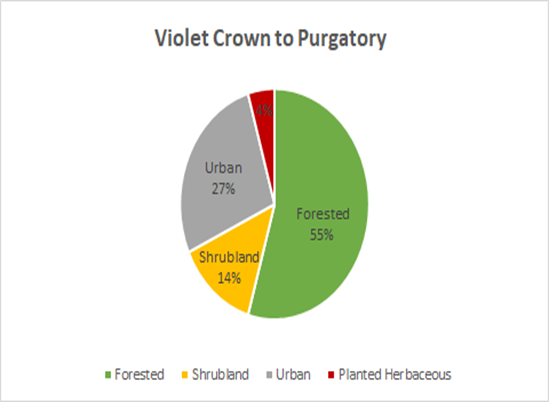 Violet Crown to Purgatory
4%
Urban
27%
Forested
55%
Shrubland
14%
Forested Shrubland Urban Planted Herbaceous